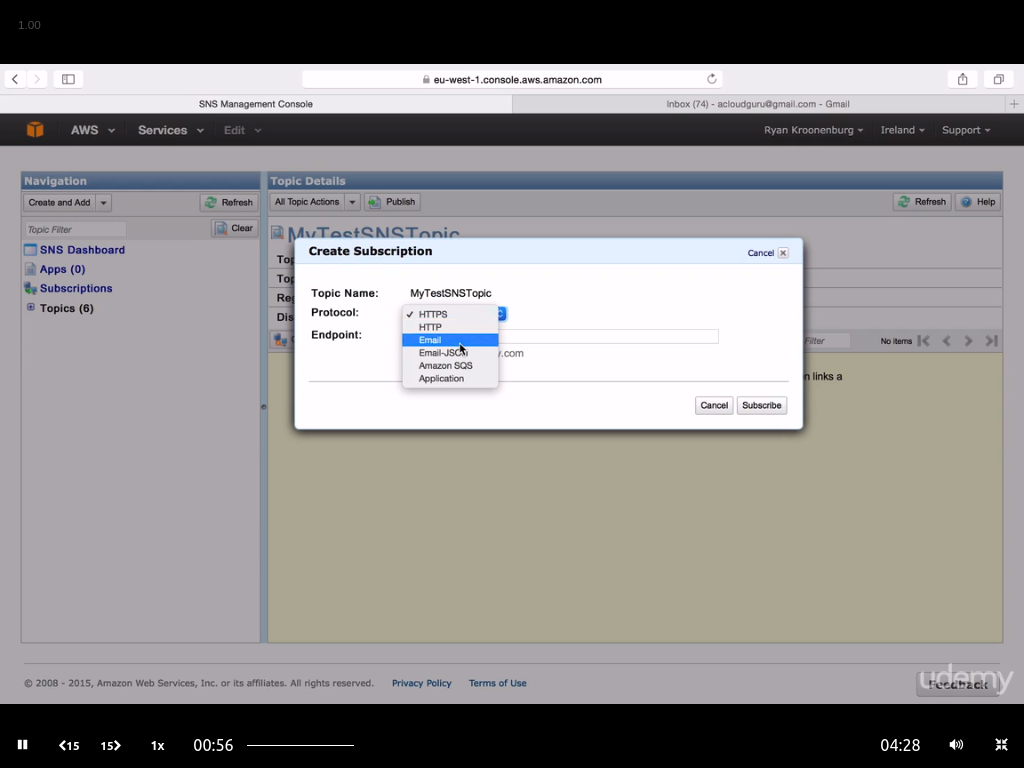 1.00
eu-west-1.console.aws.amazon.com
SNS Management Console
Inbox (74) - acloudguru@gmail.com - Gmail
AWS Services Edit Ryan Kroonenburg Ireland Support
Navigation
Topic Details
Create and Add Refresh
All Topic Actions Publish Refresh Help
Topic Filter Clear
MyTestSNSTopic
SNS Dashboard
Apps (0)
Subscriptions
Topics (6)
Create Subscription
Cancel
Topic Name: MyTestSNSTopic
Protocol:
Endpoint:
HTTPS
HTTP
Email
Email-JSON
Amazon SQS
Application
.com
Cancel Subscribe
Filter No items
links a
© 2008 - 2015, Amazon Web Services, Inc. or its affiliates. All rights reserved. Privacy Policy Terms of Use
Feedback
udemy
15 15 1x 00:56 04:28